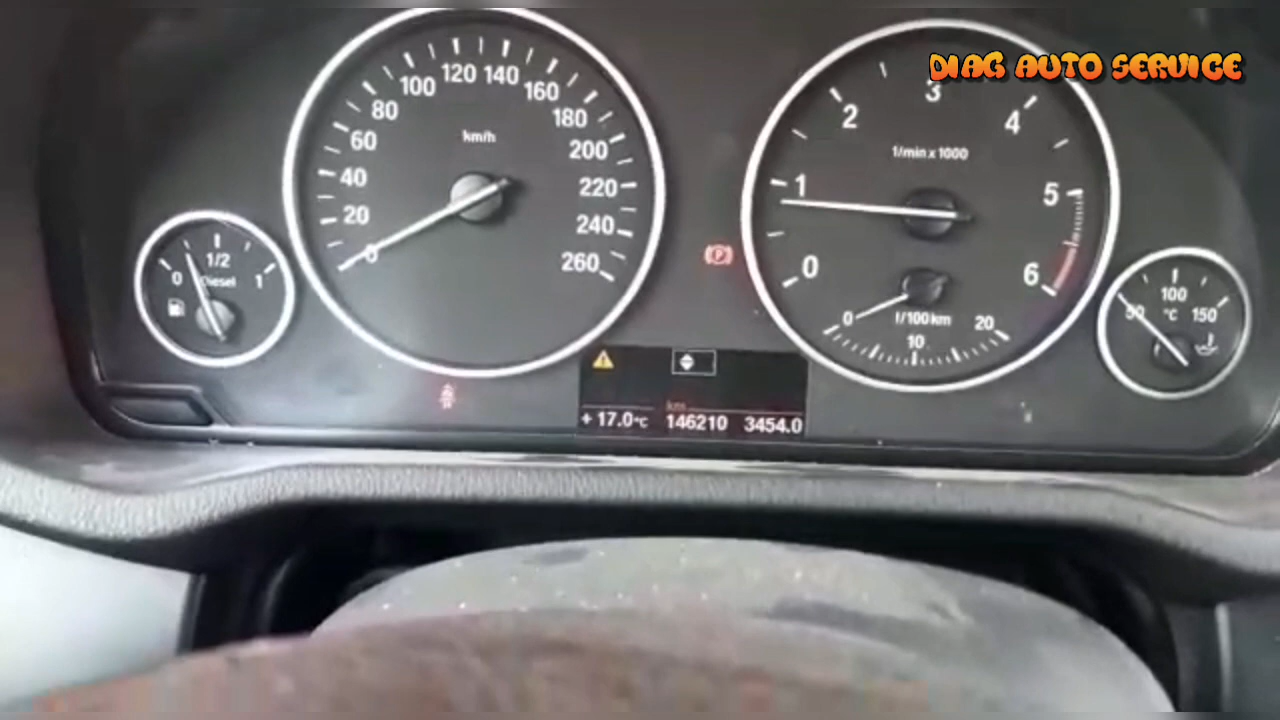 DIAG AUTO SERVICE
0 20 40 60 80 100 120 140 160 180 200 220 240 260
km/h
0 1 2 3 4 5 6
1/min x 1000
0 1/2 1
Diesel
0 10 20
l/100km
50 100 150
°C
P
km
+ 17.0°C 146210 3454.0